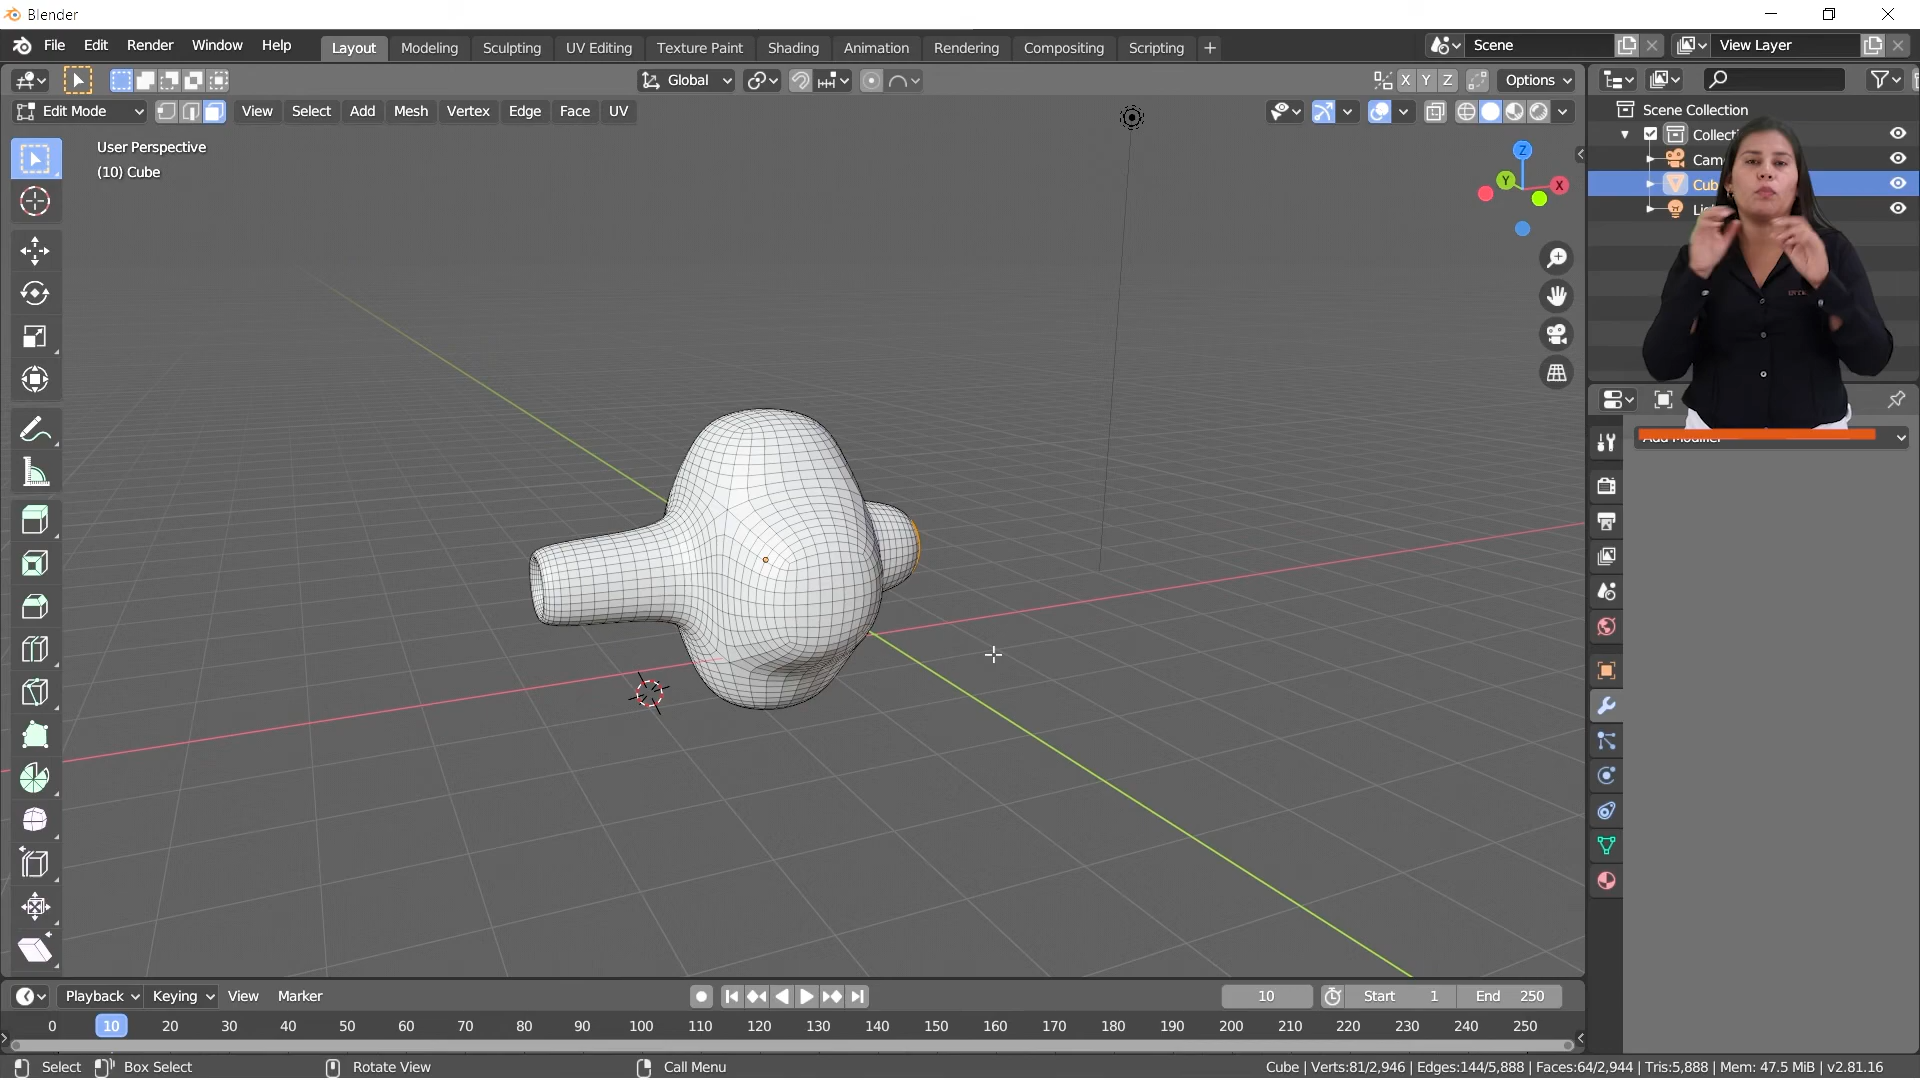 Blender
File Edit Render Window Help Layout Modeling Sculpting UV Editing Texture Paint Shading Animation Rendering Compositing Scripting + Scene View Layer
Global X Y Z Options
Edit Mode View Select Add Mesh Vertex Edge Face UV
Scene Collection
User Perspective
(10) Cube
Z
Y X
Playback Keying View Marker 10 Start 1 End 250
0 10 20 30 40 50 60 70 80 90 100 110 120 130 140 150 160 170 180 190 200 210 220 230 240 250
Select Box Select Rotate View Call Menu Cube | Verts:81/2,946 | Edges:144/5,888 | Faces:64/2,944 | Tris:5,888 | Mem: 47.5 MiB | v2.81.16